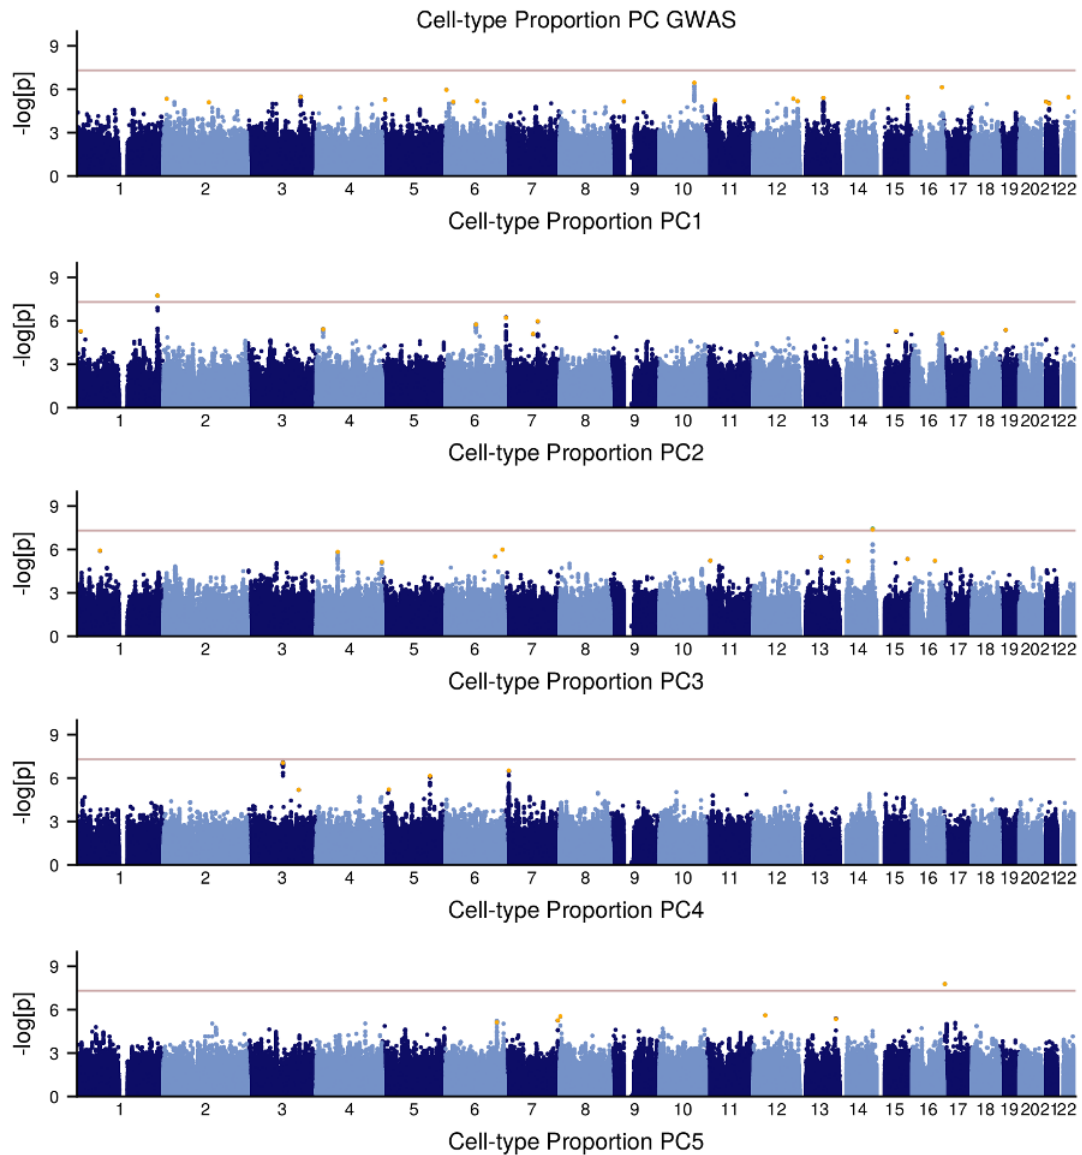 Cell-type Proportion PC GWAS
9
6
3
0
-log[p]
1 2 3 4 5 6 7 8 9 10 11 12 13 14 15 16 17 18 19 20 21 22
Cell-type Proportion PC1
9
6
3
0
-log[p]
1 2 3 4 5 6 7 8 9 10 11 12 13 14 15 16 17 18 19 20 21 22
Cell-type Proportion PC2
9
6
3
0
-log[p]
1 2 3 4 5 6 7 8 9 10 11 12 13 14 15 16 17 18 19 20 21 22
Cell-type Proportion PC3
9
6
3
0
-log[p]
1 2 3 4 5 6 7 8 9 10 11 12 13 14 15 16 17 18 19 20 21 22
Cell-type Proportion PC4
9
6
3
0
-log[p]
1 2 3 4 5 6 7 8 9 10 11 12 13 14 15 16 17 18 19 20 21 22
Cell-type Proportion PC5